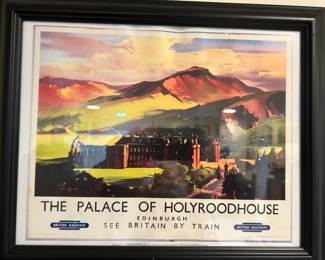 THE PALACE OF HOLYROODHOUSE
EDINBURGH
SEE BRITAIN BY TRAIN
BRITISH RAILWAYS
BRITISH RAILWAYS